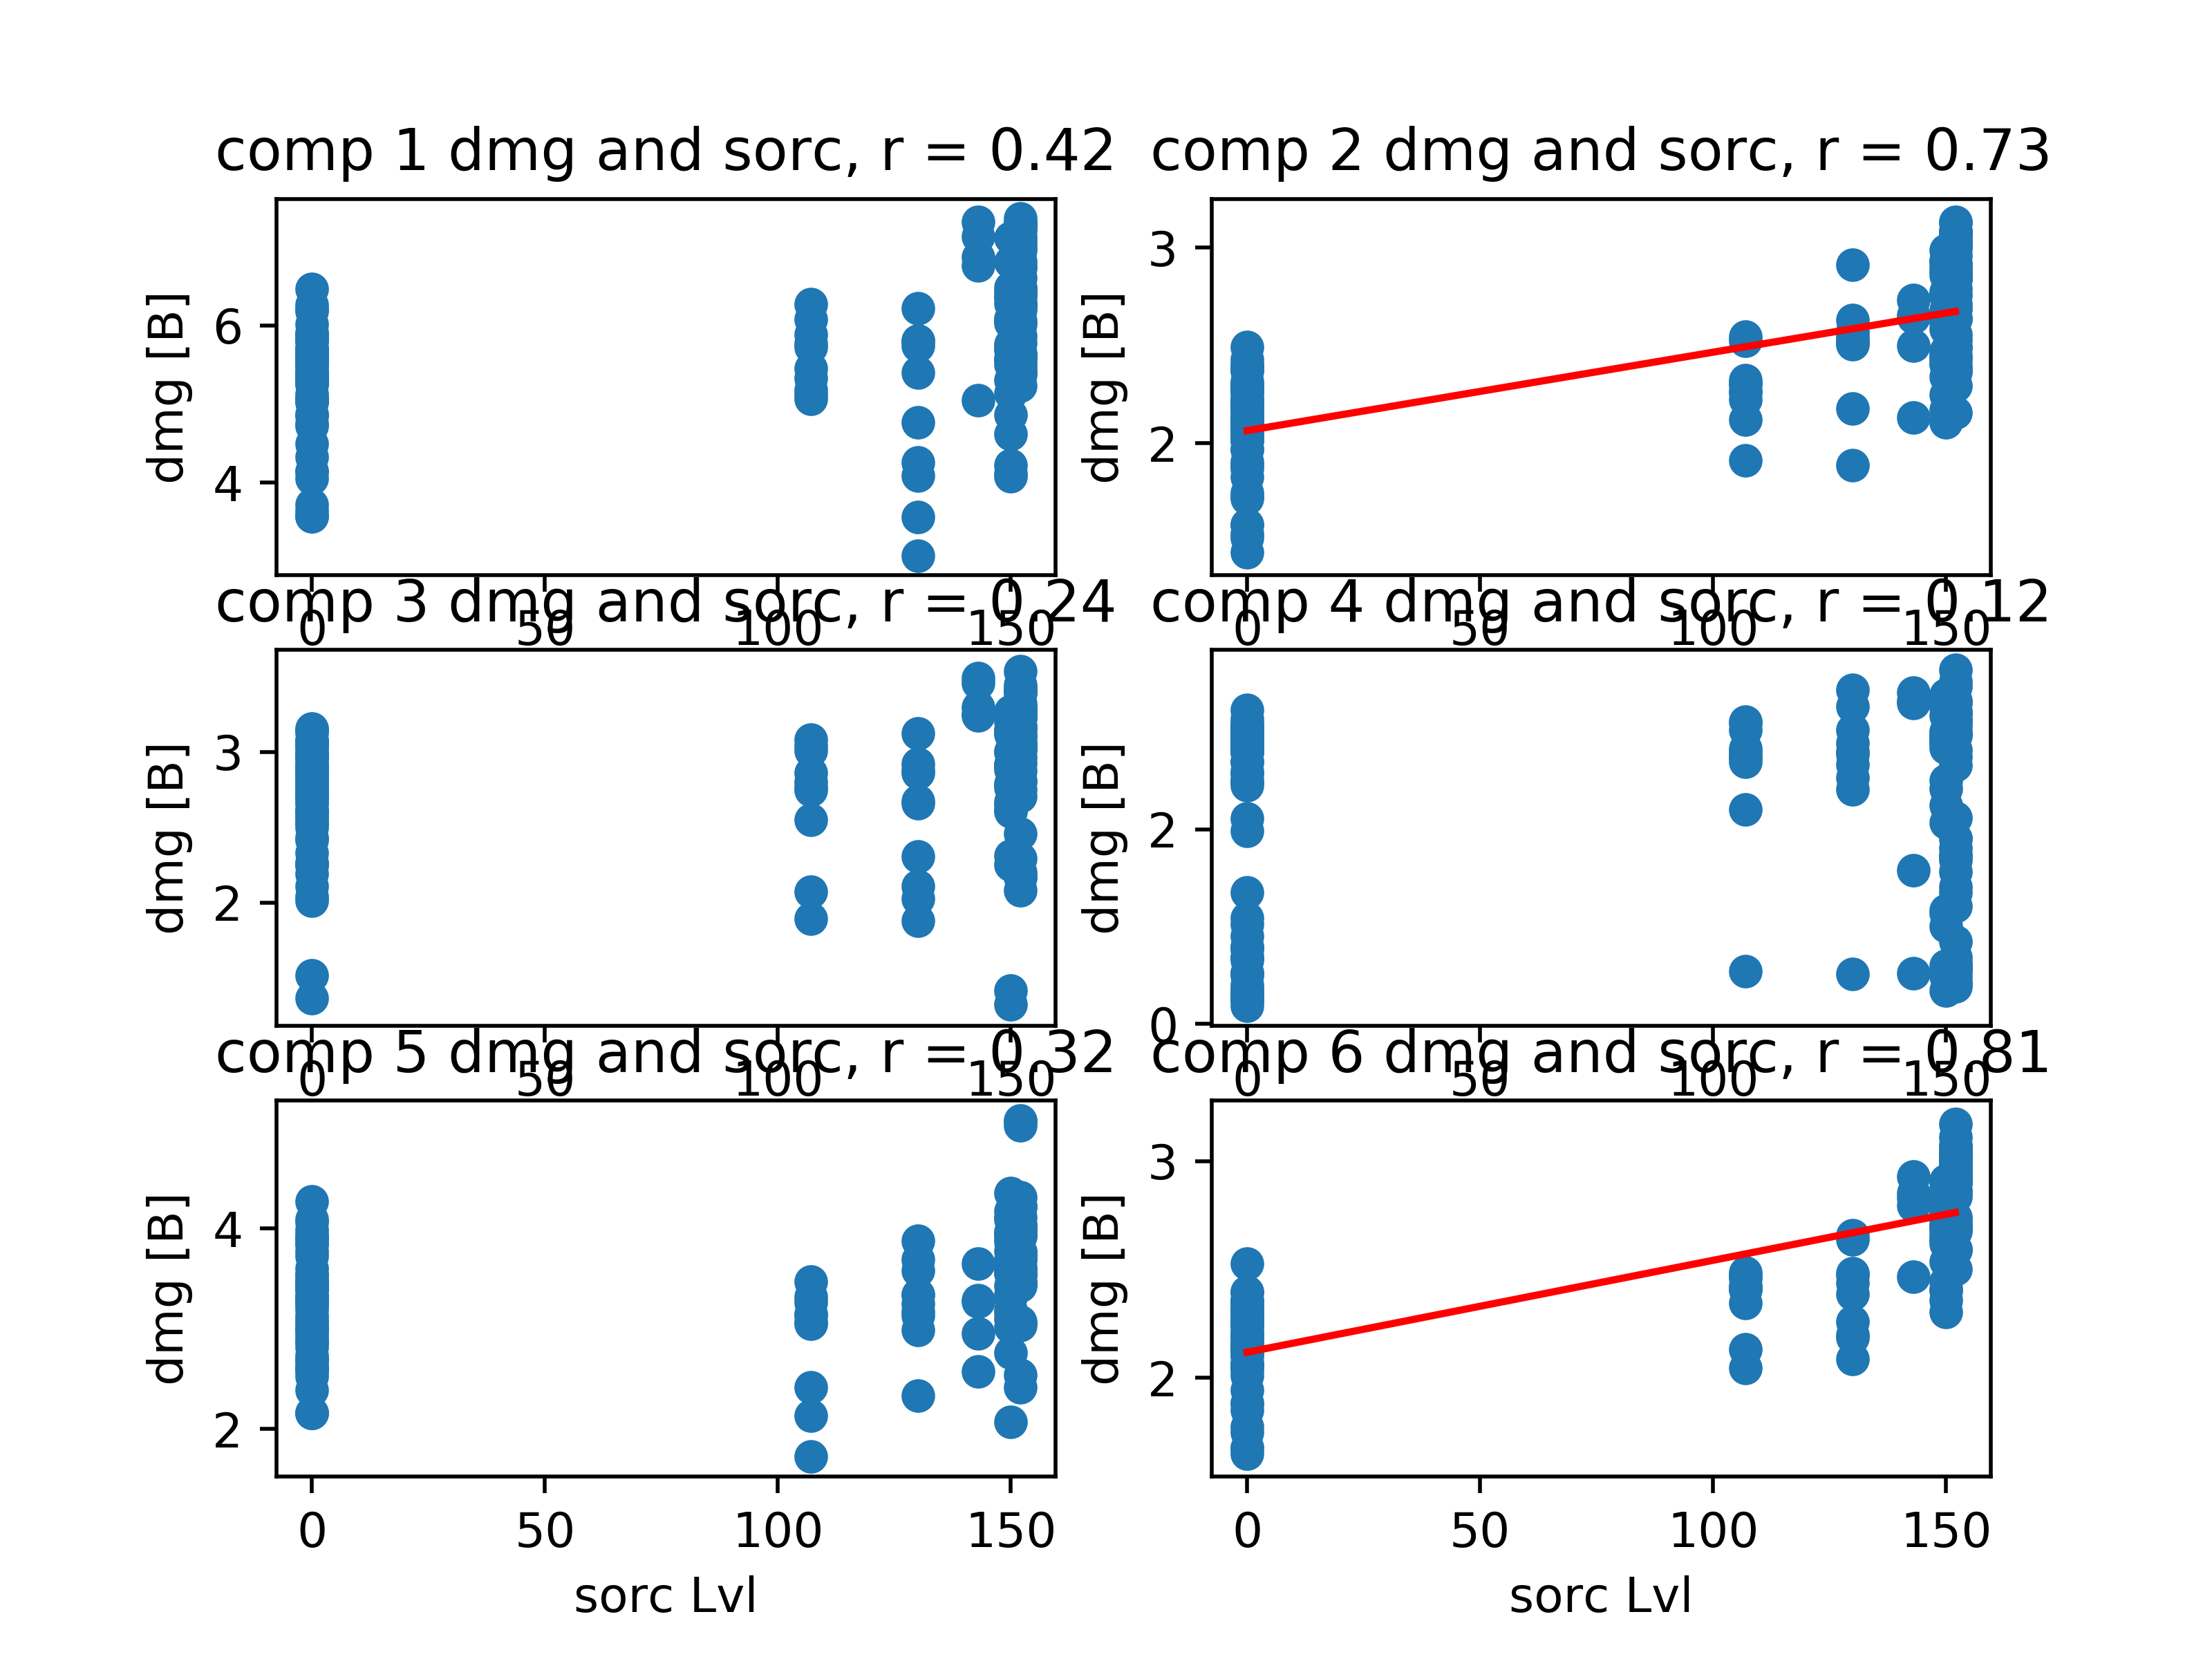 comp 1 dmg and sorc, r = 0.42
dmg [B]
6
4
0 50 100 150
comp 2 dmg and sorc, r = 0.73
dmg [B]
3
2
0 50 100 150
comp 3 dmg and sorc, r = 0.24
dmg [B]
3
2
0 50 100 150
comp 4 dmg and sorc, r = 0.12
dmg [B]
2
0
0 50 100 150
comp 5 dmg and sorc, r = 0.32
dmg [B]
4
2
0 50 100 150
sorc Lvl
comp 6 dmg and sorc, r = 0.81
dmg [B]
3
2
0 50 100 150
sorc Lvl